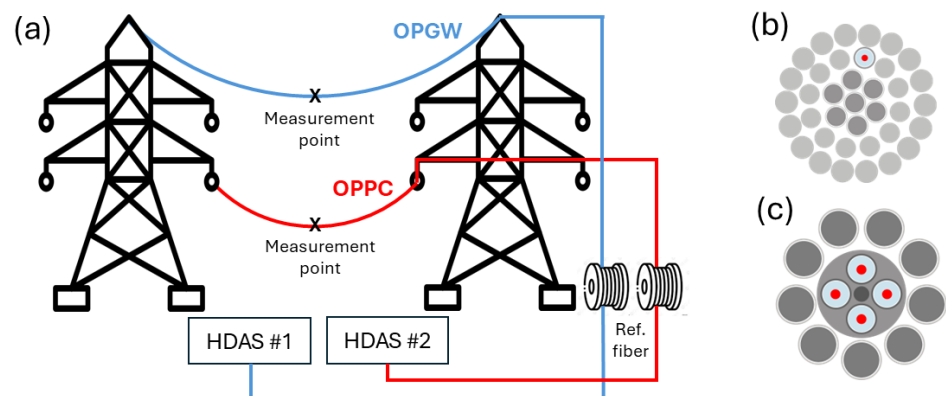 (a)
OPGW
(b)
X
Measurement
point
OPPC
X
Measurement
point
(c)
HDAS #1
HDAS #2
Ref.
fiber